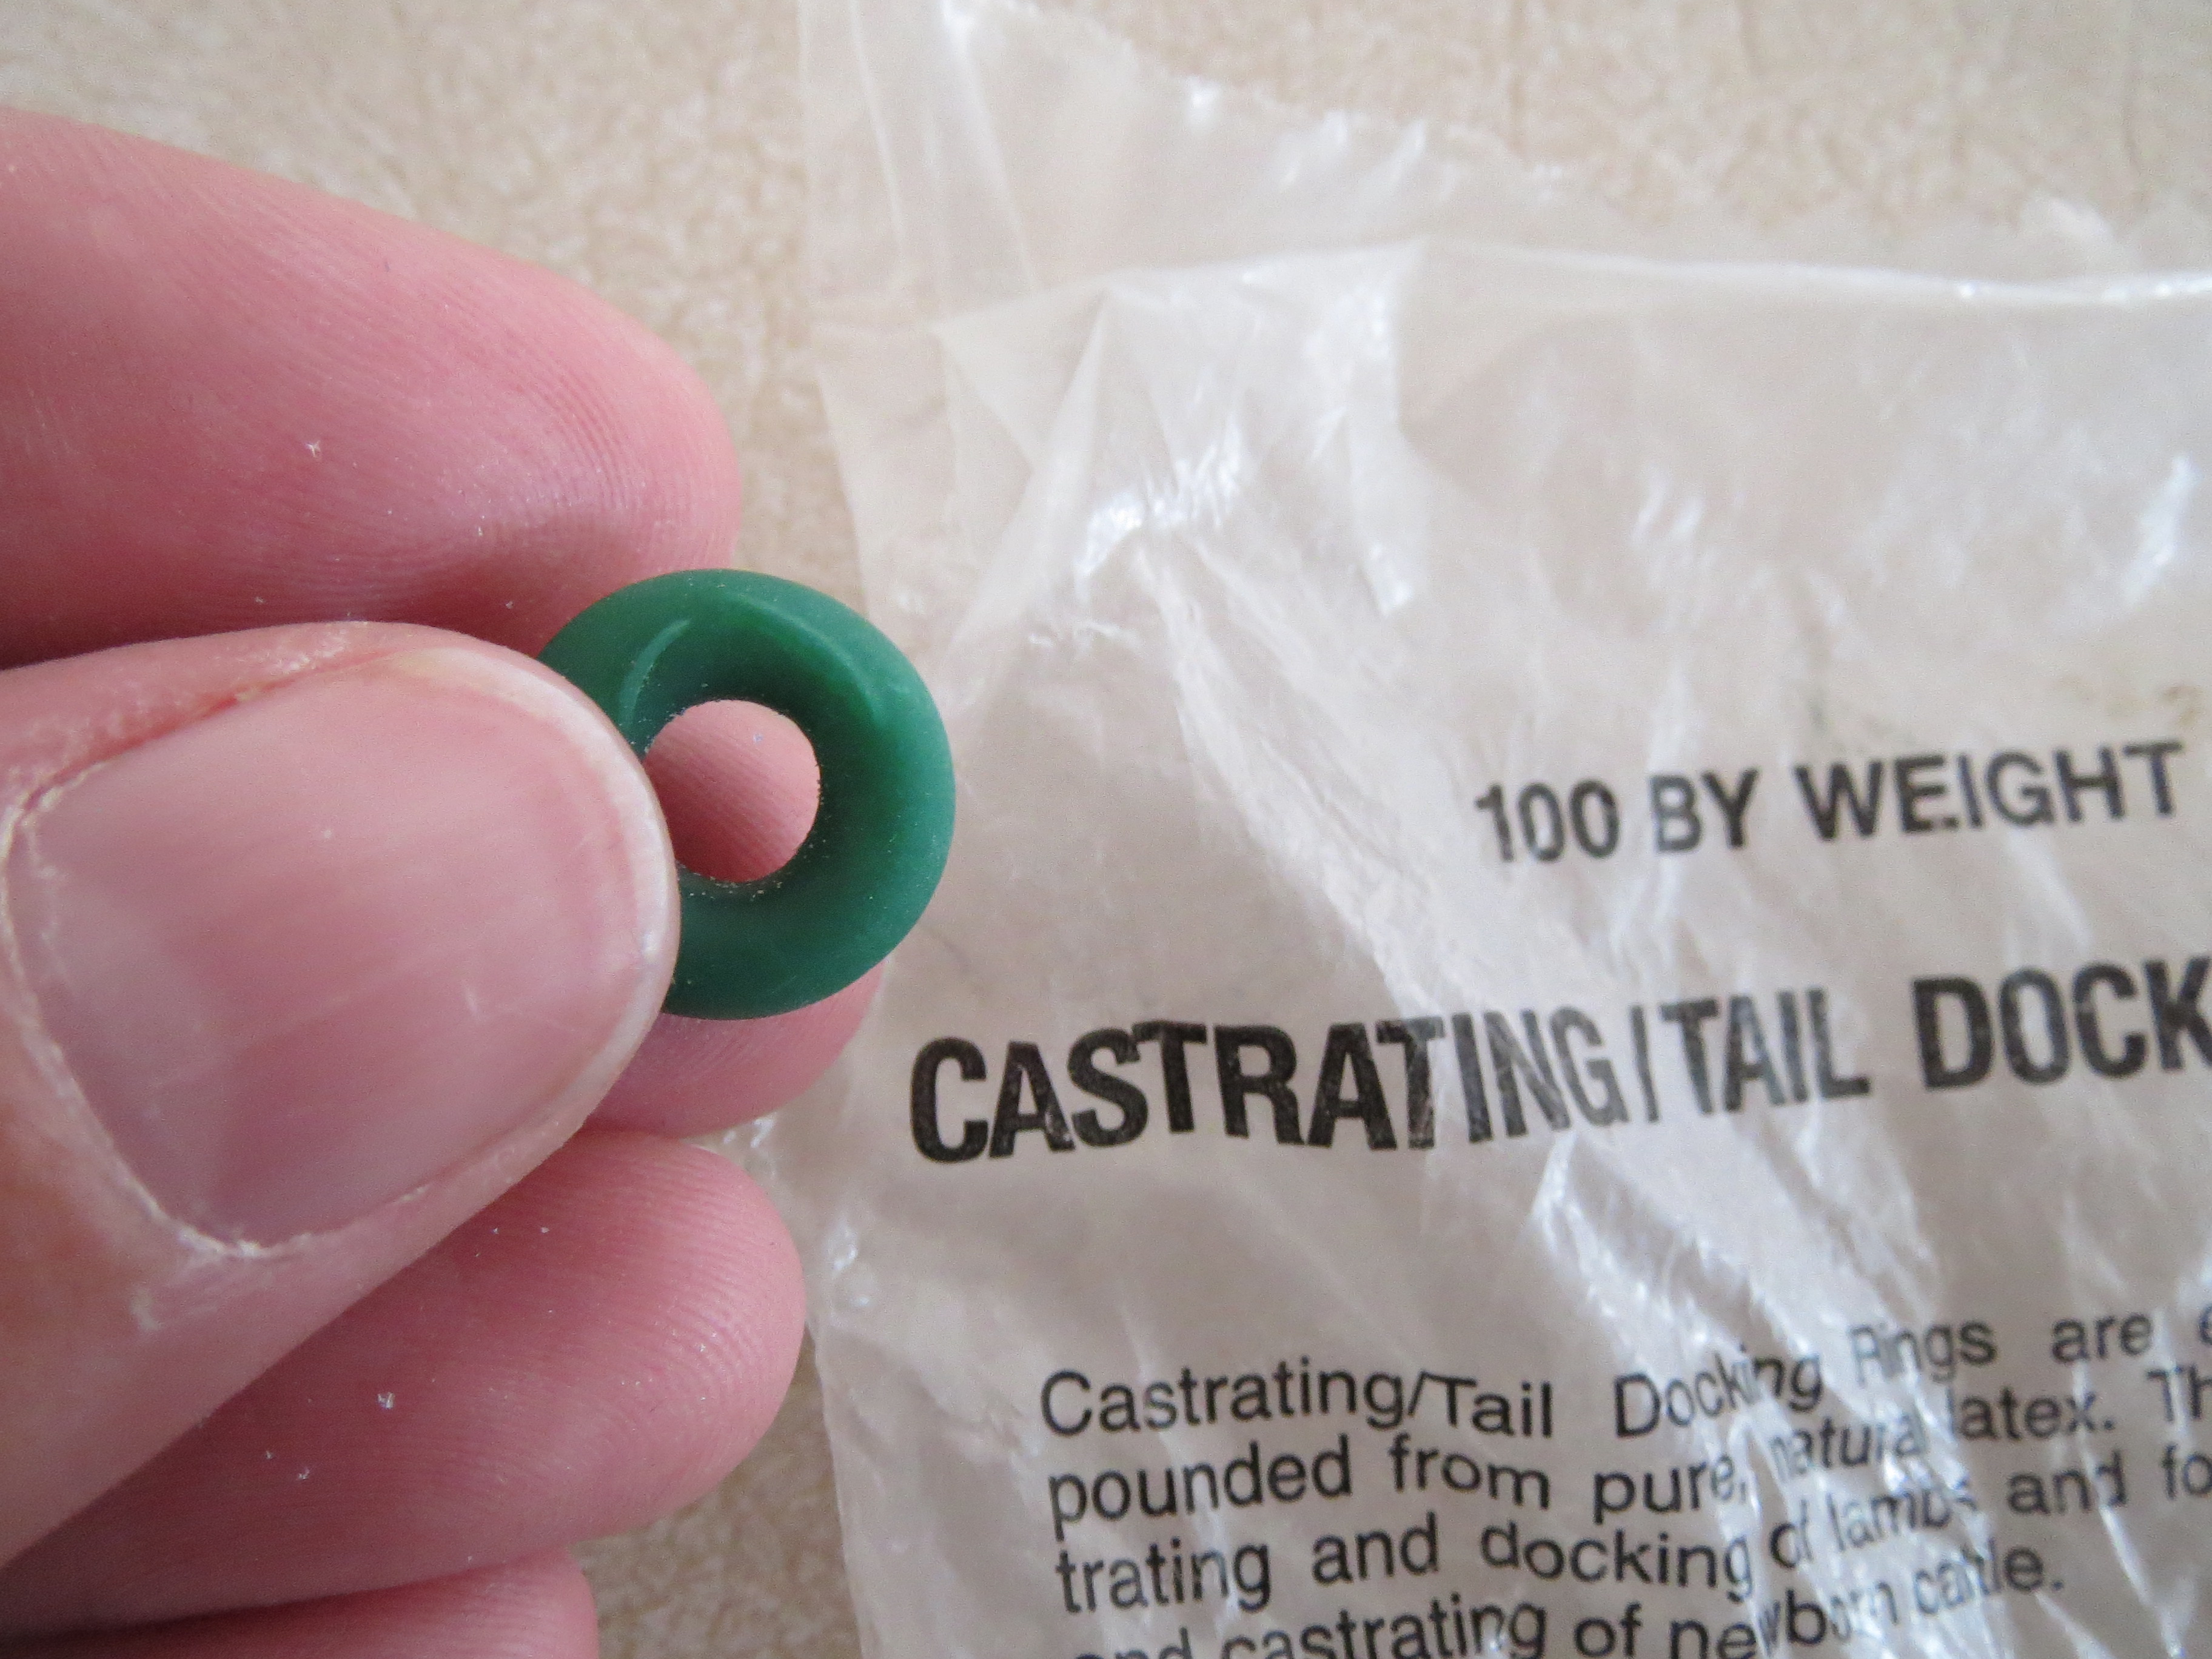 100 BY WEIGHT
CASTRATING/TAIL DOCK
Castrating/Tail Docking Rings are
pounded from pure, natural latex.
trating and docking of lambs and
and castrating of newborn cattle.